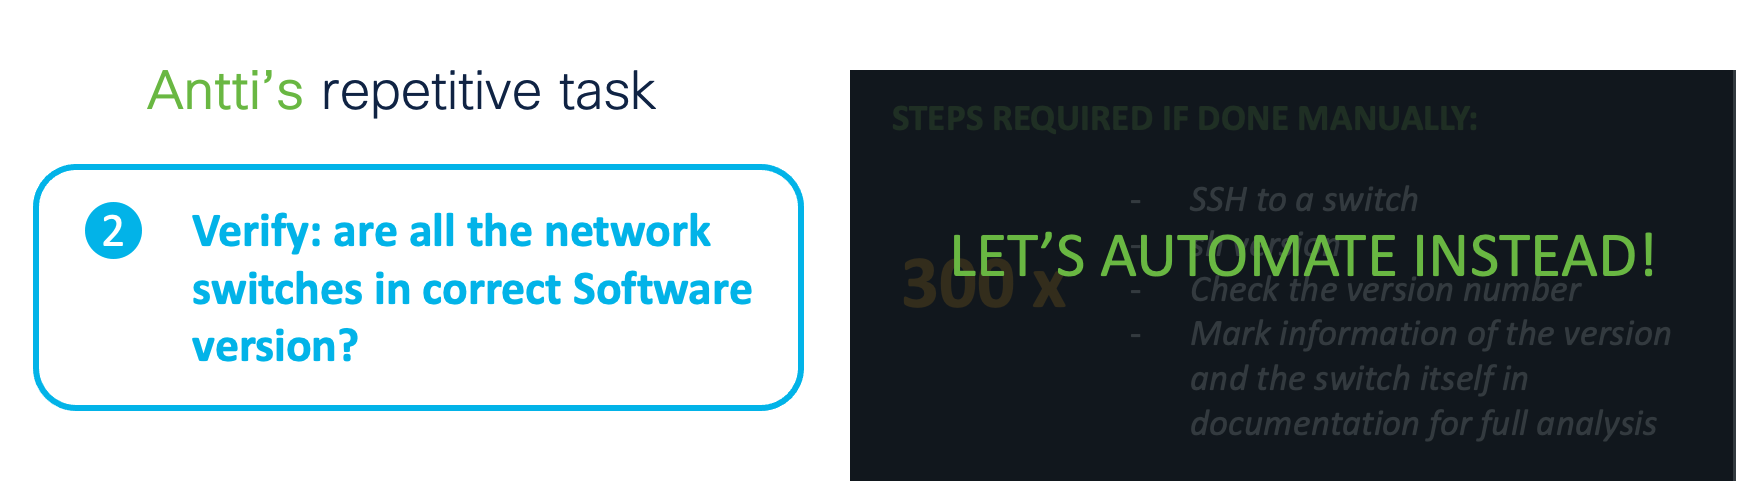 Antti’s repetitive task
2
Verify: are all the network
switches in correct Software
version?
STEPS REQUIRED IF DONE MANUALLY:
300 x
- SSH to a switch
- sh version
- Check the version number
- Mark information of the version
and the switch itself in
documentation for full analysis
LET’S AUTOMATE INSTEAD!